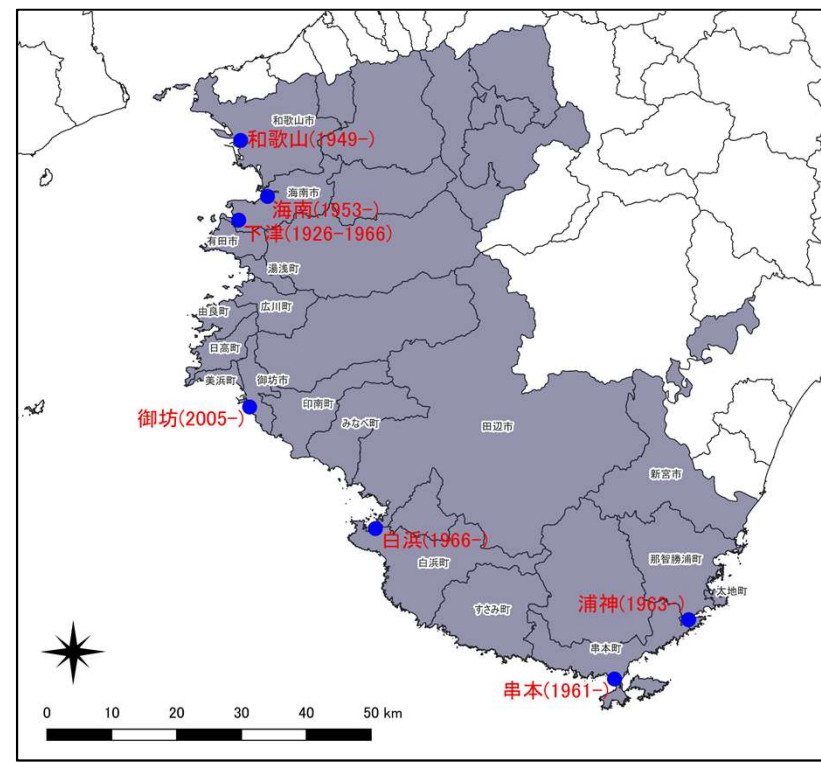 和歌山市
和歌山(1949-)
海南市
海南(1953-)
下津(1926-1966)
有田市
湯浅町
広川町
由良町
日高町
美浜町
御坊市
印南町
御坊(2005-)
みなべ町
田辺市
新宮市
白浜(1966-)
白浜町
那智勝浦町
太地町
すさみ町
浦神(1963-)
串本町
串本(1961-)
0 10 20 30 40 50 km